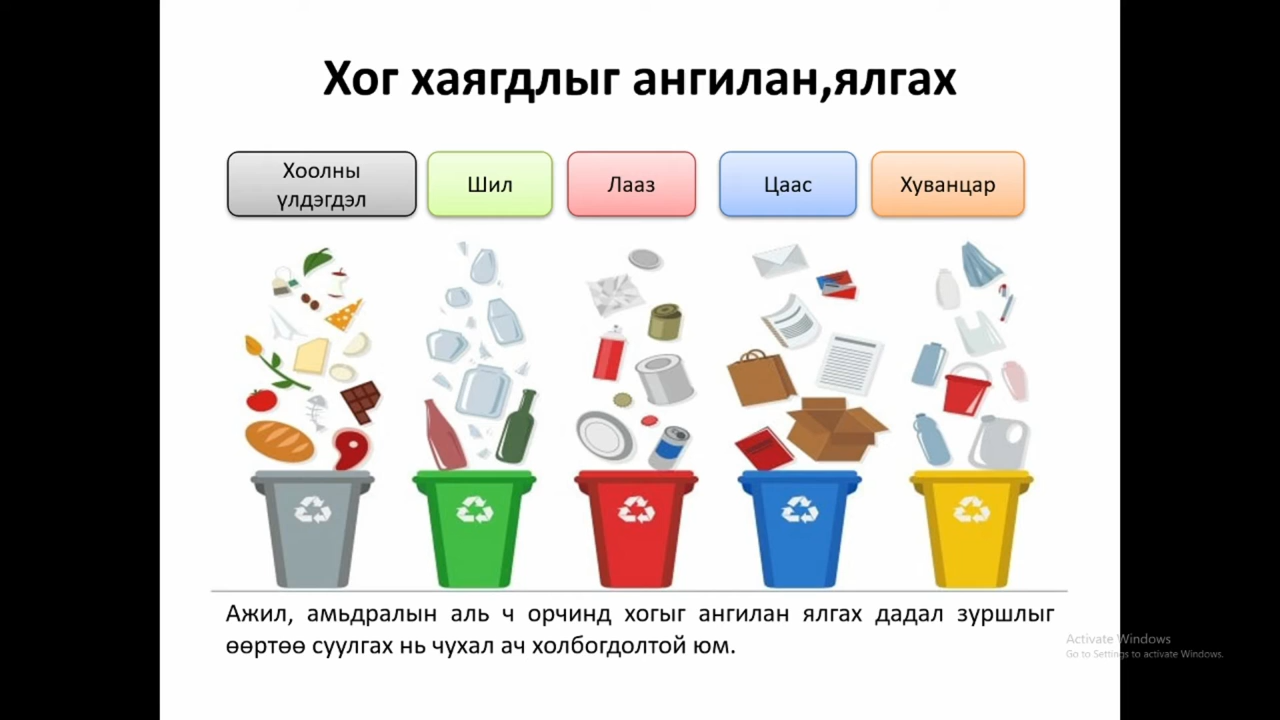 Хог хаягдлыг ангилан,ялгах
Хоолны
үлдэгдэл
Шил
Лааз
Цаас
Хуванцар
Ажил, амьдралын аль ч орчинд хогыг ангилан ялгах дадал зуршлыг
өөртөө суулгах нь чухал ач холбогдолтой юм.
Activate Windows
Go to Settings to activate Windows.